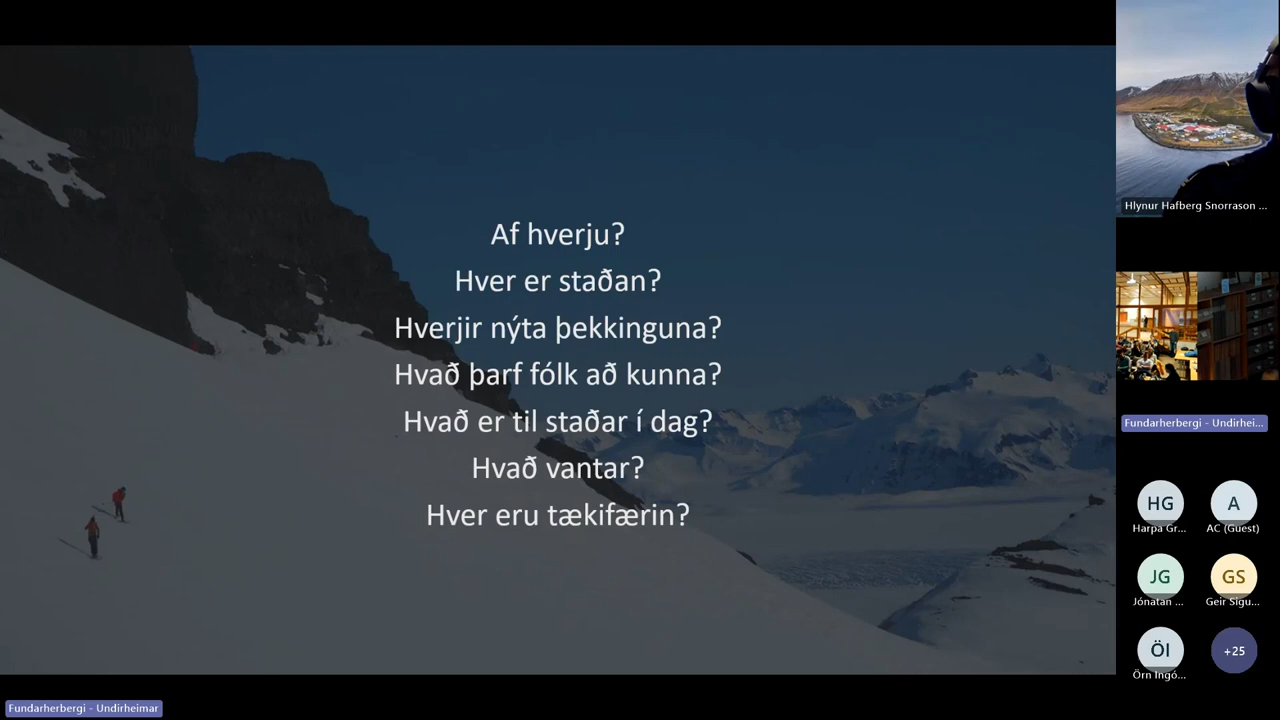 Af hverju?
Hver er staðan?
Hverjir nýta þekkinguna?
Hvað þarf fólk að kunna?
Hvað er til staðar í dag?
Hvað vantar?
Hver eru tækifærin?
Fundarherbergi - Undirheimar
Hlynur Hafberg Snorrason ...
Fundarherbergi - Undirhei...
HG
Harpa Gr...
A
AC (Guest)
JG
Jónatan ...
GS
Geir Sigu...
ÖI
Örn Ingó...
+25